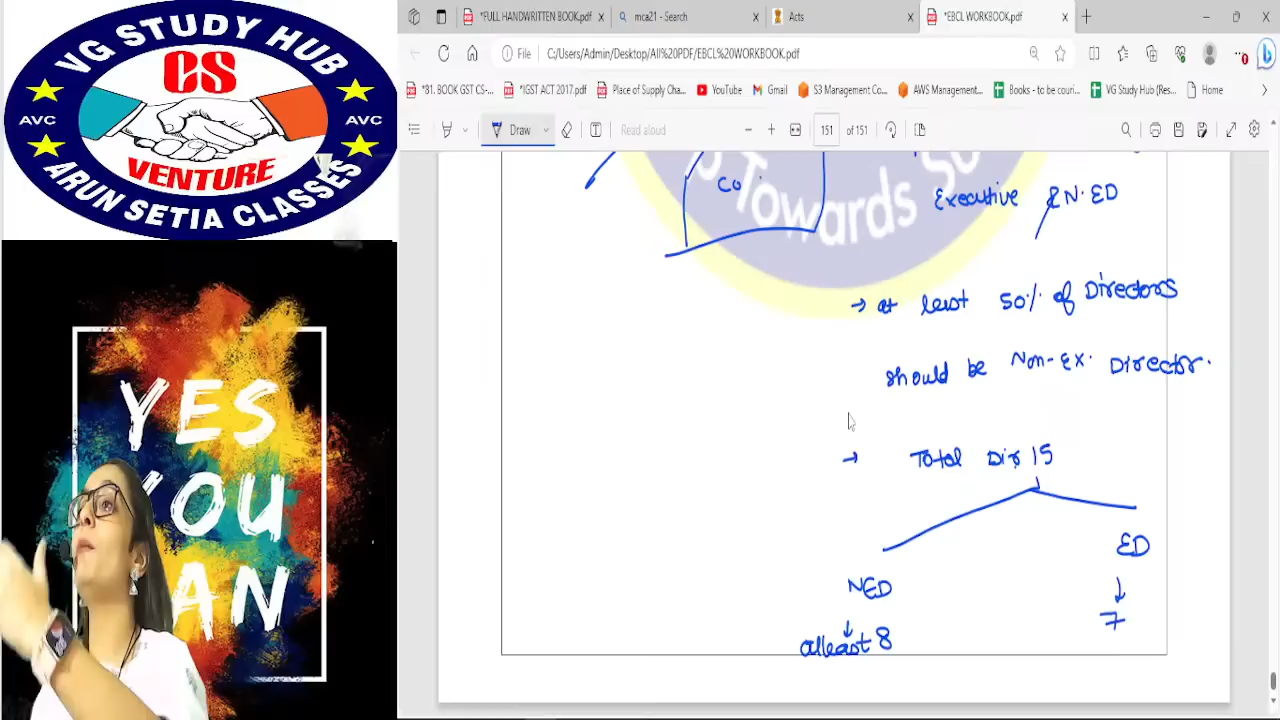 VG STUDY HUB
CS
AVC
AVC
VENTURE
ARUN SETIA CLASSES
YES
YOU
CAN
*FULL HANDWRITTEN BOOK.pdf
mca21 - Search
Acts
*EBCL WORKBOOK.pdf
File
C:/Users/Admin/Desktop/All%20PDF/EBCL%20WORKBOOK.pdf
*81. BOOK GST CS-...
*IGST ACT 2017.pdf
Place of Supply Cha...
YouTube
Gmail
S3 Management Co...
AWS Management...
Books - to be couri...
VG Study Hub (Res...
Home
Draw
Read aloud
151
of 151
Towards
Co
Executive
N·ED
→ at least 50% of Directors
should be Non-Ex. Director.
→ Total Dir 15
NED
ED
atleast 8
7